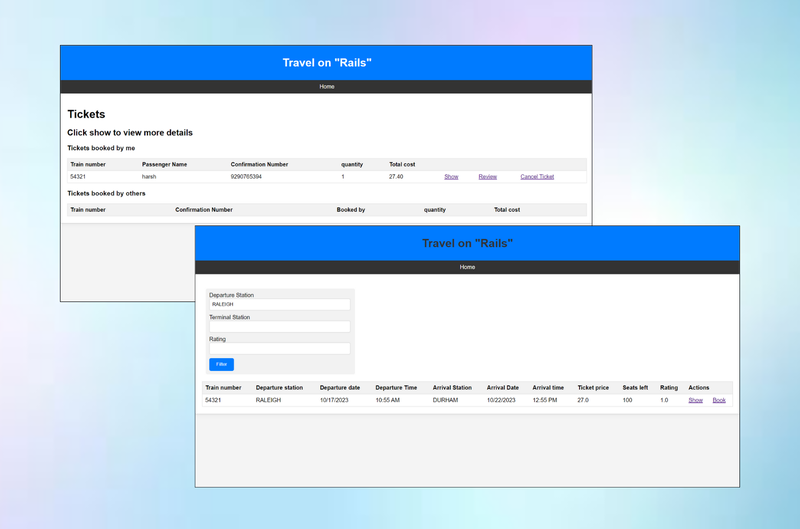 Travel on "Rails"
Home
Tickets
Click show to view more details
Tickets booked by me
Train number Passenger Name Confirmation Number quantity Total cost
54321 harsh 9290765394 1 27.40 Show Review Cancel Ticket
Tickets booked by others
Train number Confirmation Number Booked by quantity Total cost
Travel on "Rails"
Home
Departure Station
RALEIGH
Terminal Station
Rating
Filter
Train number Departure station Departure date Departure Time Arrival Station Arrival Date Arrival time Ticket price Seats left Rating Actions
54321 RALEIGH 10/17/2023 10:55 AM DURHAM 10/22/2023 12:55 PM 27.0 100 1.0 Show Book